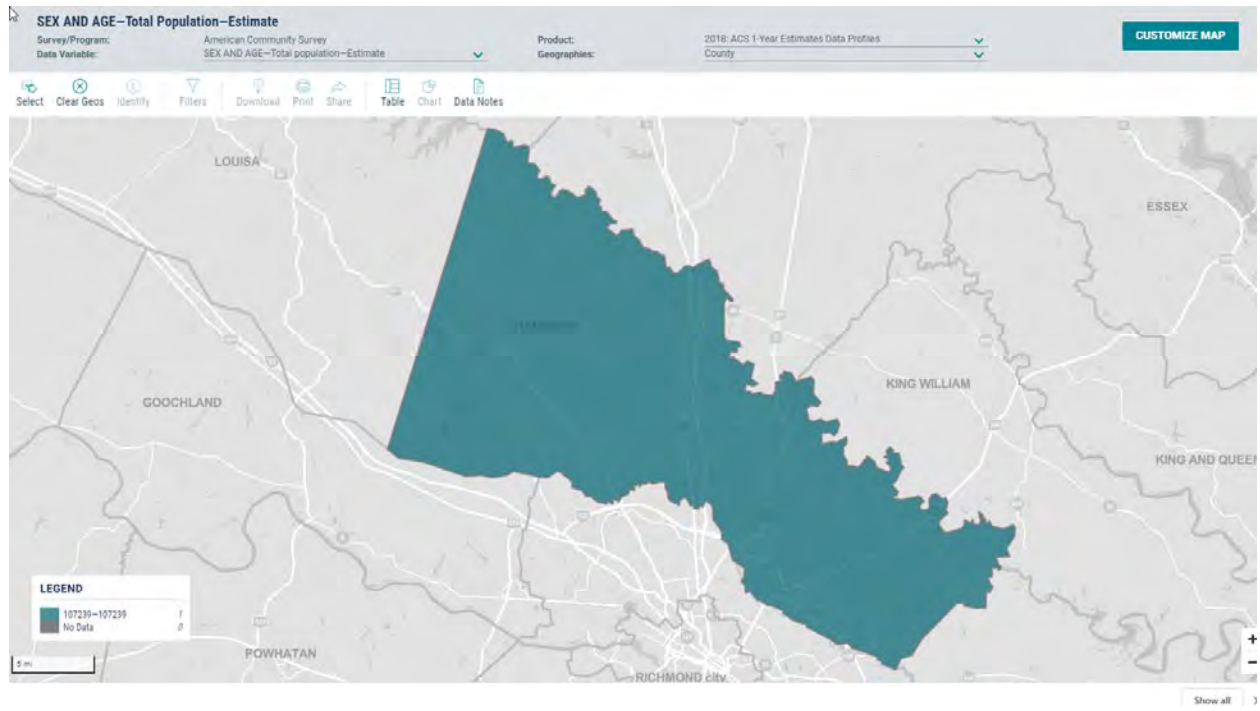 SEX AND AGE—Total Population—Estimate
Survey/Program: American Community Survey Product: 2018: ACS 1-Year Estimates Data Profiles
Data Variable: SEX AND AGE—Total population—Estimate Geographies: County
CUSTOMIZE MAP
Select Clear Geos Identify Filters Download Print Share Table Chart Data Notes
LOUISA
ESSEX
KING WILLIAM
GOOCHLAND
KING AND QUEEN
LEGEND
107239—107239 1
No Data 0
POWHATAN
5 mi
RICHMOND city
+
−
Show all X